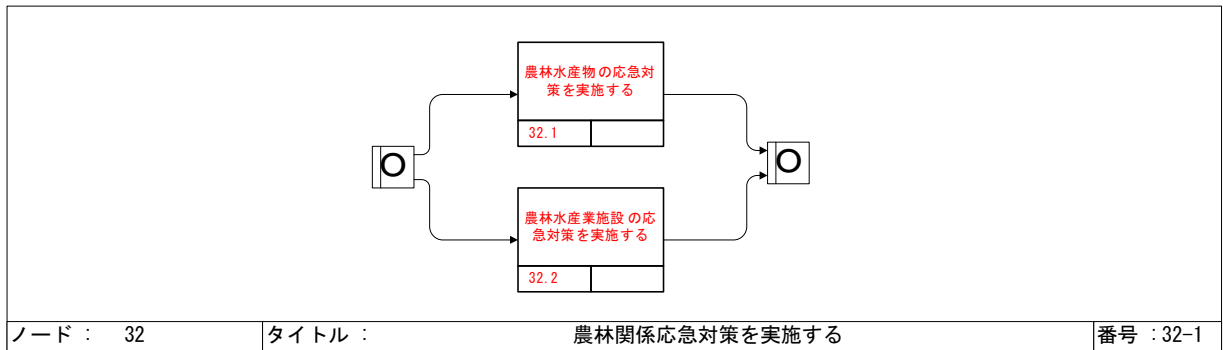 農林水産物の応急対
策を実施する
32.1
O
O
農林水産業施設の応
急対策を実施する
32.2
ノード： 32 タイトル： 農林関係応急対策を実施する 番号：32-1